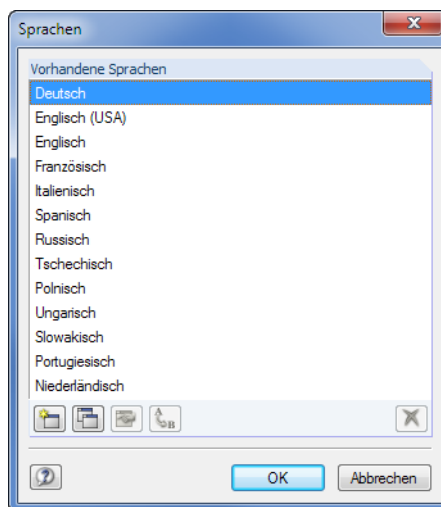 Sprachen
Vorhandene Sprachen
Deutsch
Englisch (USA)
Englisch
Französisch
Italienisch
Spanisch
Russisch
Tschechisch
Polnisch
Ungarisch
Slowakisch
Portugiesisch
Niederländisch
A
B
OK
Abbrechen